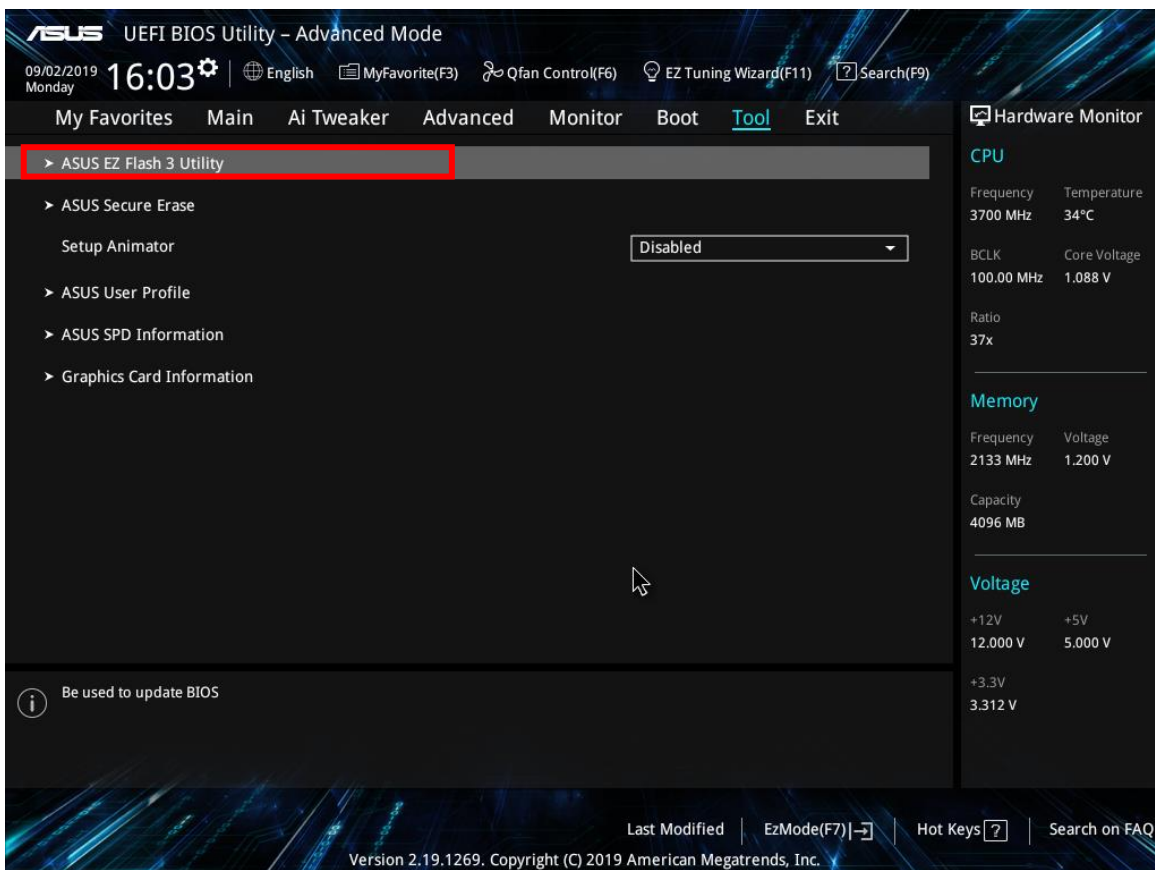 ASUS UEFI BIOS Utility – Advanced Mode
09/02/2019 Monday 16:03 English MyFavorite(F3) Qfan Control(F6) EZ Tuning Wizard(F11) ? Search(F9)
My Favorites Main Ai Tweaker Advanced Monitor Boot Tool Exit
➤ ASUS EZ Flash 3 Utility
➤ ASUS Secure Erase
Setup Animator Disabled
➤ ASUS User Profile
➤ ASUS SPD Information
➤ Graphics Card Information
i Be used to update BIOS
Hardware Monitor
CPU
Frequency Temperature
3700 MHz 34°C
BCLK Core Voltage
100.00 MHz 1.088 V
Ratio
37x
Memory
Frequency Voltage
2133 MHz 1.200 V
Capacity
4096 MB
Voltage
+12V +5V
12.000 V 5.000 V
+3.3V
3.312 V
Last Modified EzMode(F7) Hot Keys ? Search on FAQ
Version 2.19.1269. Copyright (C) 2019 American Megatrends, Inc.